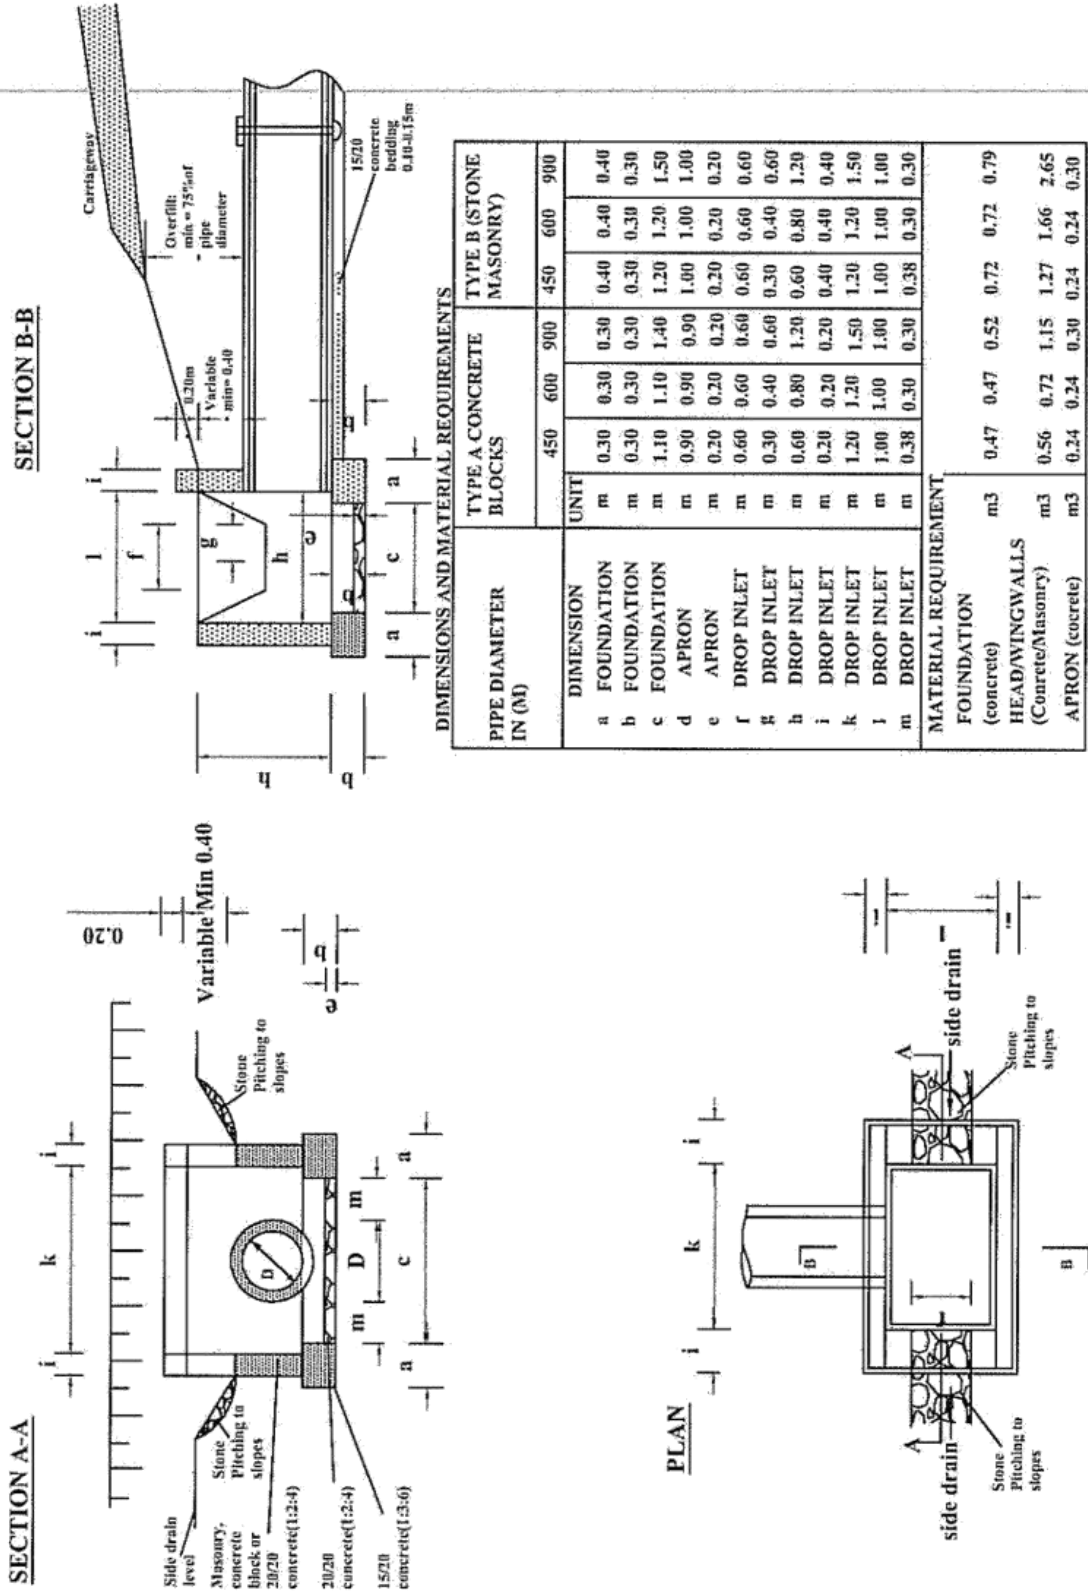 SECTION A-A
i
k
i
0.20
Variable Min 0.40
Side drain
level
Stone
Pitching to
slopes
Stone
Pitching to
slopes
D
b
e
Masonry,
concrete
block or
20/20
concrete(1:2:4)
20/20
concrete(1:2:4)
15/20
concrete(1:3:6)
m
D
m
a
c
a
SECTION B-B
i
l
f
i
g
h
e
b
0.20m
Variable
min= 0.40
Carriageway
Overfill:
min = 75%of
pipe
diameter
15/20
concrete
bedding
0.10-0.15m
h
b
b
a
c
a
DIMENSIONS AND MATERIAL REQUIREMENTS
PIPE DIAMETER IN (M) TYPE A CONCRETE BLOCKS TYPE B (STONE MASONRY)
450 600 900 450 600 900
DIMENSION UNIT
a FOUNDATION m 0.30 0.30 0.30 0.40 0.40 0.40
b FOUNDATION m 0.30 0.30 0.30 0.30 0.30 0.30
c FOUNDATION m 1.10 1.10 1.40 1.20 1.20 1.50
d APRON m 0.90 0.90 0.90 1.00 1.00 1.00
e APRON m 0.20 0.20 0.20 0.20 0.20 0.20
f DROP INLET m 0.60 0.60 0.60 0.60 0.60 0.60
g DROP INLET m 0.30 0.40 0.60 0.30 0.40 0.60
h DROP INLET m 0.60 0.80 1.20 0.60 0.80 1.20
i DROP INLET m 0.20 0.20 0.20 0.40 0.40 0.40
k DROP INLET m 1.20 1.20 1.50 1.20 1.20 1.50
l DROP INLET m 1.00 1.00 1.00 1.00 1.00 1.00
m DROP INLET m 0.38 0.30 0.30 0.38 0.30 0.30
MATERIAL REQUIREMENT
FOUNDATION
(concrete) m3 0.47 0.47 0.52 0.72 0.72 0.79
HEAD/WINGWALLS
(Conrete/Masonry) m3 0.56 0.72 1.15 1.27 1.66 2.65
APRON (cocrete) m3 0.24 0.24 0.30 0.24 0.24 0.30
PLAN
i
k
i
B
A
A
side drain
side drain
Stone
Pitching to
slopes
Stone
Pitching to
slopes
B